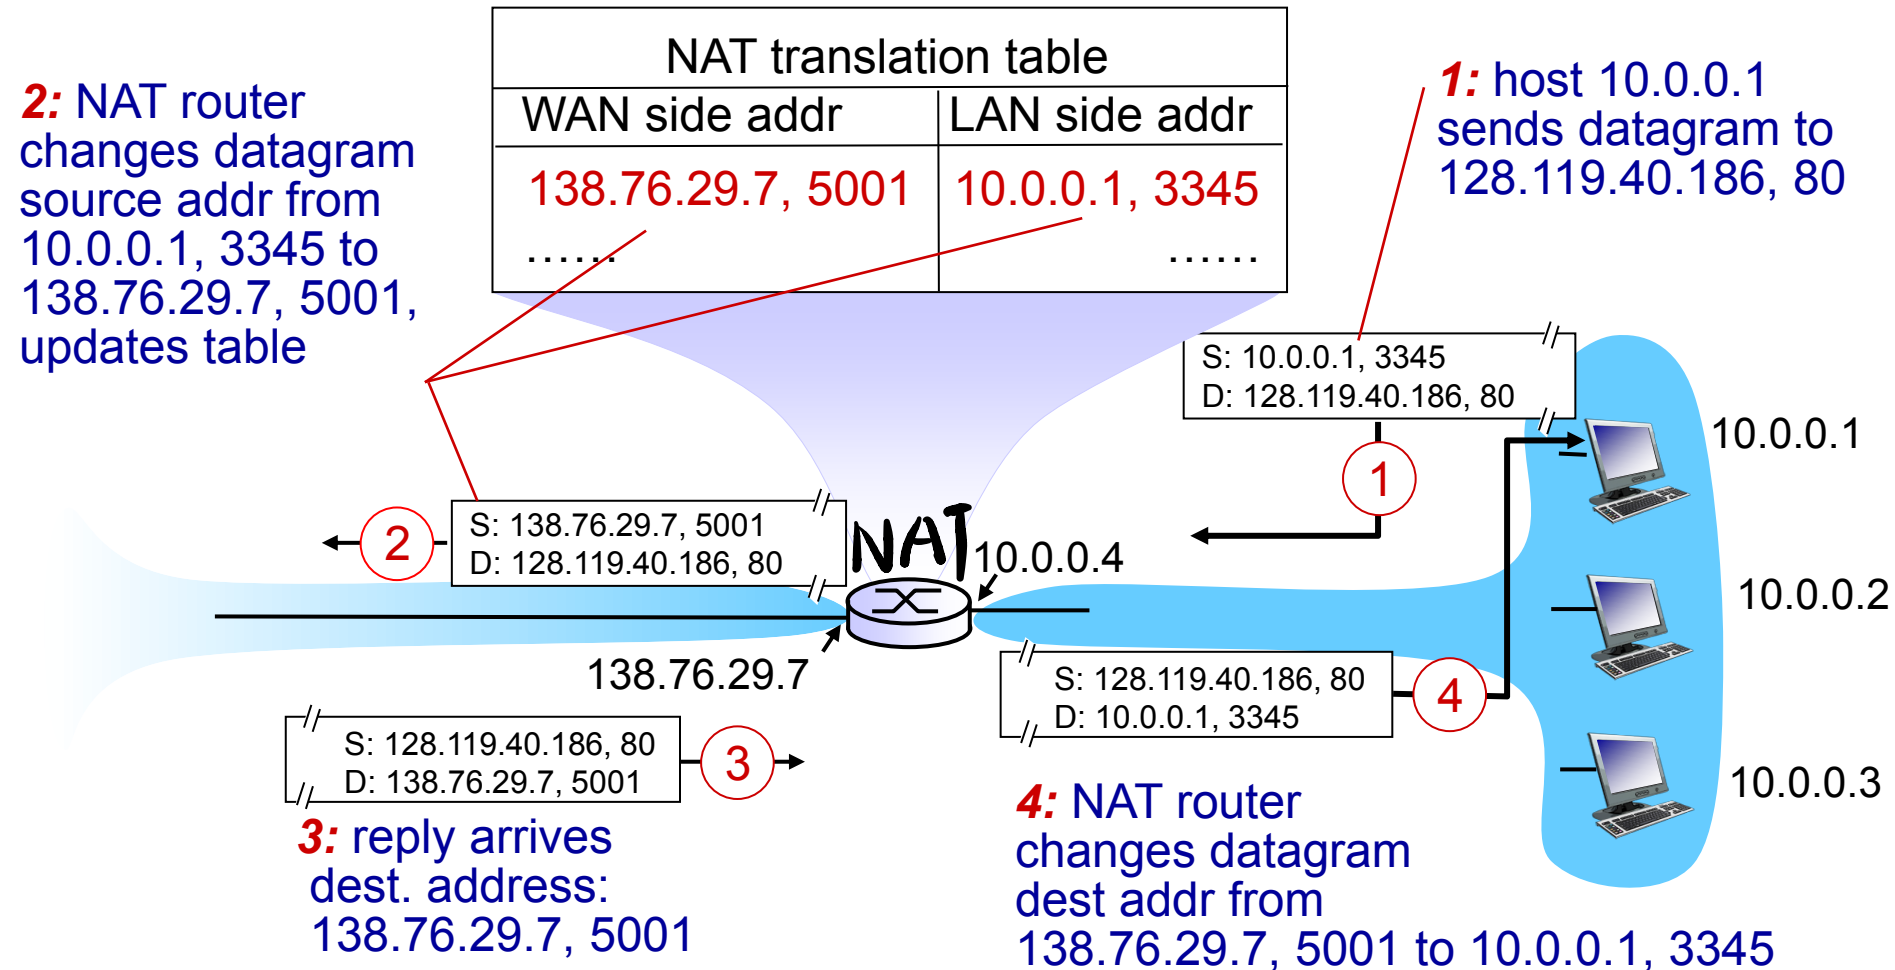 NAT translation table
WAN side addr
LAN side addr
138.76.29.7, 5001
10.0.0.1, 3345
......
......
1: host 10.0.0.1
sends datagram to
128.119.40.186, 80
2: NAT router
changes datagram
source addr from
10.0.0.1, 3345 to
138.76.29.7, 5001,
updates table
S: 10.0.0.1, 3345
D: 128.119.40.186, 80
1
10.0.0.1
S: 138.76.29.7, 5001
D: 128.119.40.186, 80
2
NAT
10.0.0.4
10.0.0.2
138.76.29.7
S: 128.119.40.186, 80
D: 10.0.0.1, 3345
4
S: 128.119.40.186, 80
D: 138.76.29.7, 5001
3
10.0.0.3
3: reply arrives
dest. address:
138.76.29.7, 5001
4: NAT router
changes datagram
dest addr from
138.76.29.7, 5001 to 10.0.0.1, 3345